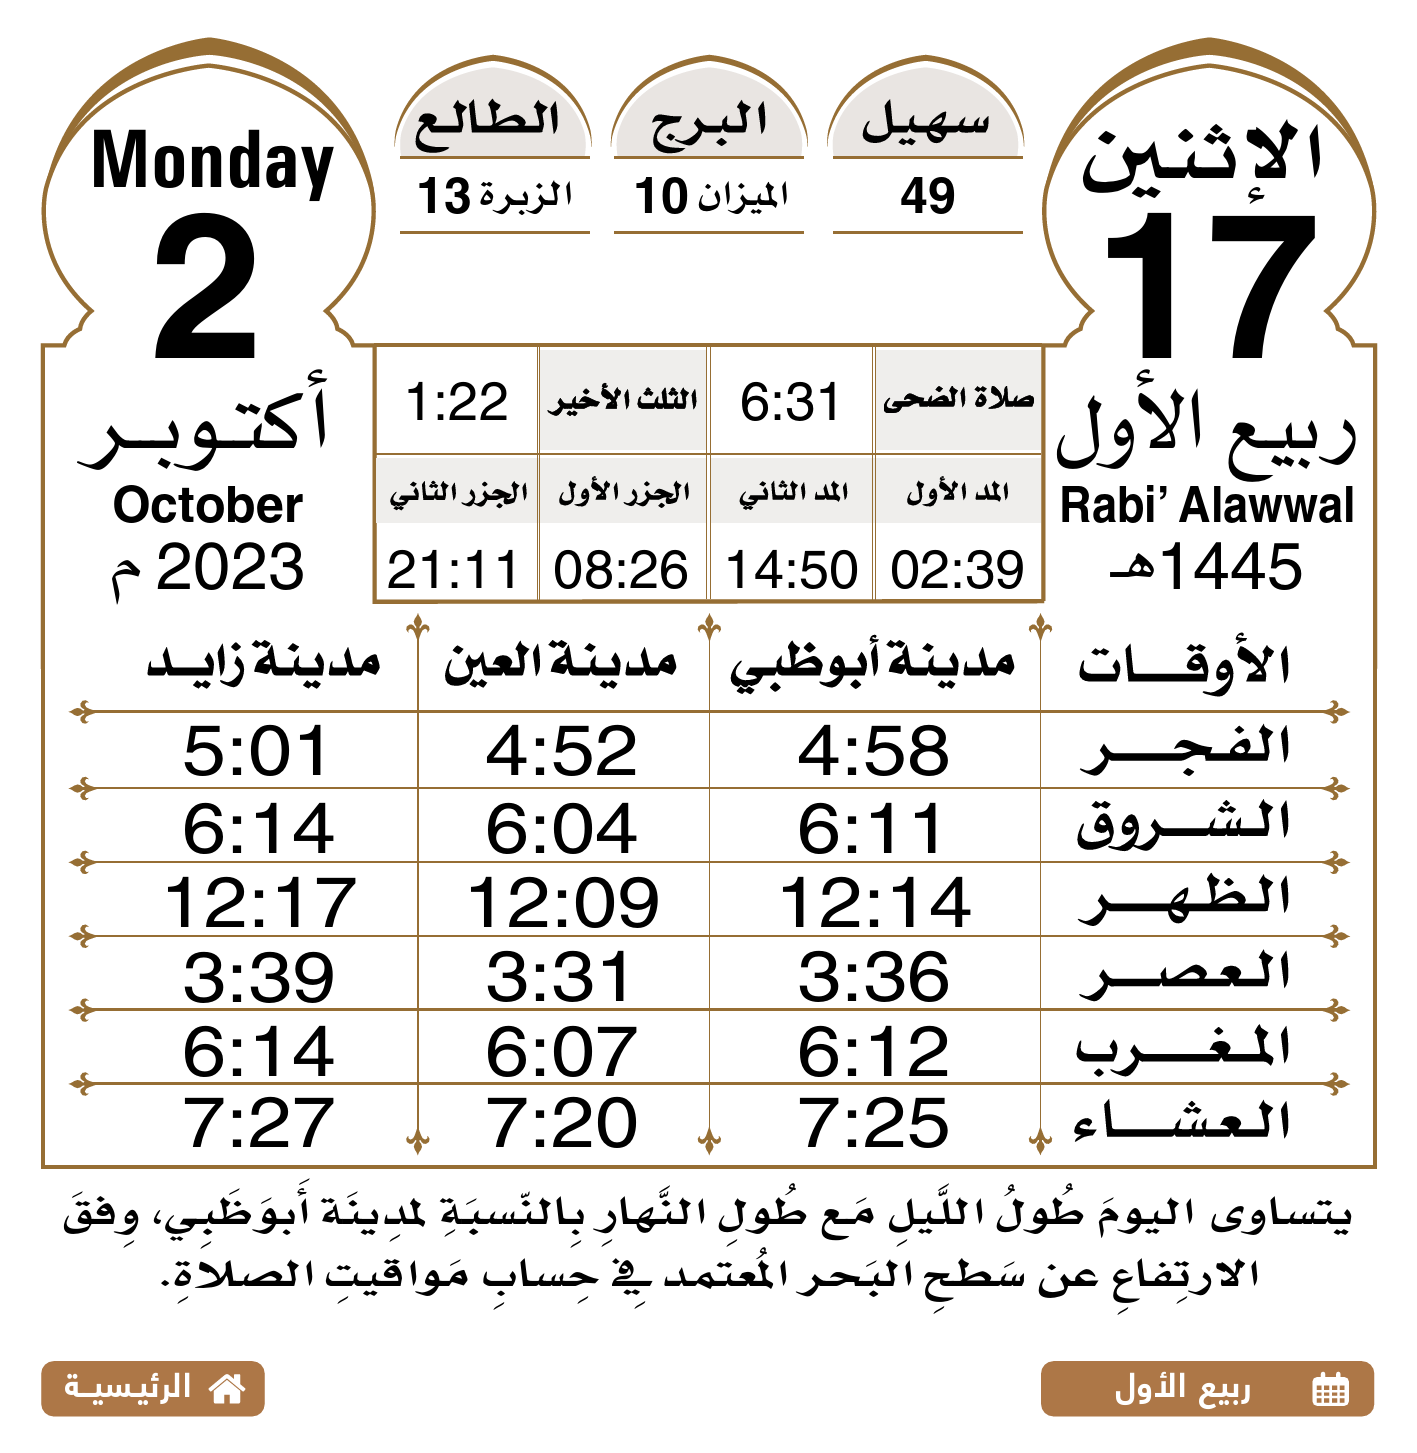 الإثنين
17
ربيع الأول
Rabi’ Alawwal
1445هـ
سهيل
49
البرج
الميزان 10
الطالع
الزبرة 13
Monday
2
أكتوبر
October
2023 م
صلاة الضحى 6:31 الثلث الأخير 1:22
المد الأول المد الثاني الجزر الأول الجزر الثاني
02:39 14:50 08:26 21:11
الأوقات مدينة أبوظبي مدينة العين مدينة زايد
الفجر 4:58 4:52 5:01
الشروق 6:11 6:04 6:14
الظهر 12:14 12:09 12:17
العصر 3:36 3:31 3:39
المغرب 6:12 6:07 6:14
العشاء 7:25 7:20 7:27
يتساوى اليومَ طُولُ اللَّيلِ مَع طُولِ النَّهارِ بِالنّسبَةِ لمدِينَة أَبوَظَبِي، وِفقَ
الارتِفاعِ عن سَطحِ البَحر المُعتمد فِي حِسابِ مَواقيتِ الصلاةِ.
ربيع الأول
الرئيسية